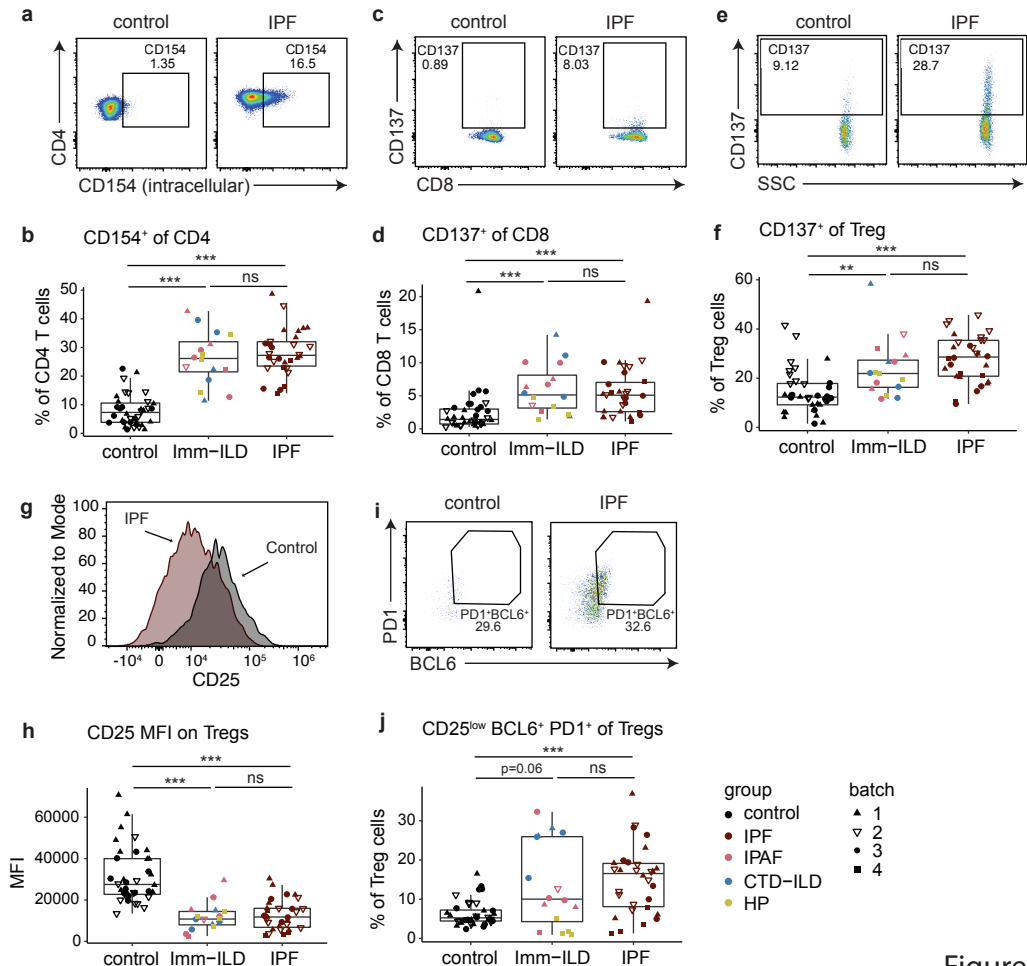 a
control
IPF
CD154
1.35
CD154
16.5
CD4
CD154 (intracellular)
c
control
IPF
CD137
0.89
CD137
8.03
CD137
CD8
e
control
IPF
CD137
9.12
CD137
28.7
CD137
SSC
b
CD154⁺ of CD4
***
***
ns
% of CD4 T cells
50
40
30
20
10
0
control
Imm−ILD
IPF
d
CD137⁺ of CD8
***
***
ns
% of CD8 T cells
20
15
10
5
0
control
Imm−ILD
IPF
f
CD137⁺ of Treg
***
**
ns
% of Treg cells
60
40
20
0
control
Imm−ILD
IPF
g
Normalized to Mode
100
80
60
40
20
0
IPF
Control
-10⁴
0
10⁴
10⁵
10⁶
CD25
i
control
IPF
PD1⁺BCL6⁺
29.6
PD1⁺BCL6⁺
32.6
PD1
BCL6
h
CD25 MFI on Tregs
***
***
ns
MFI
60000
40000
20000
0
control
Imm−ILD
IPF
j
CD25ˡᵒʷ BCL6⁺ PD1⁺ of Tregs
***
p=0.06
ns
% of Treg cells
30
20
10
0
control
Imm−ILD
IPF
group
control
IPF
IPAF
CTD−ILD
HP
batch
1
2
3
4
Figure